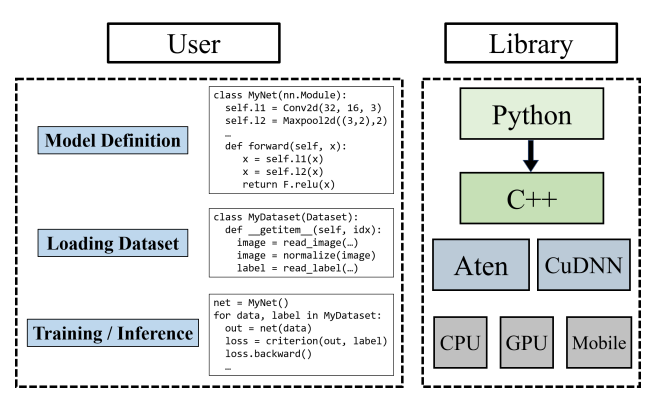 User
Library
Model Definition
class MyNet(nn.Module):
self.l1 = Conv2d(32, 16, 3)
self.l2 = Maxpool2d((3,2),2)
…
def forward(self, x):
x = self.l1(x)
x = self.l2(x)
return F.relu(x)
Loading Dataset
class MyDataset(Dataset):
def __getitem__(self, idx):
image = read_image(…)
image = normalize(image)
label = read_label(…)
Training / Inference
net = MyNet()
for data, label in MyDataset:
out = net(data)
loss = criterion(out, label)
loss.backward()
…
Python
C++
Aten
CuDNN
CPU
GPU
Mobile